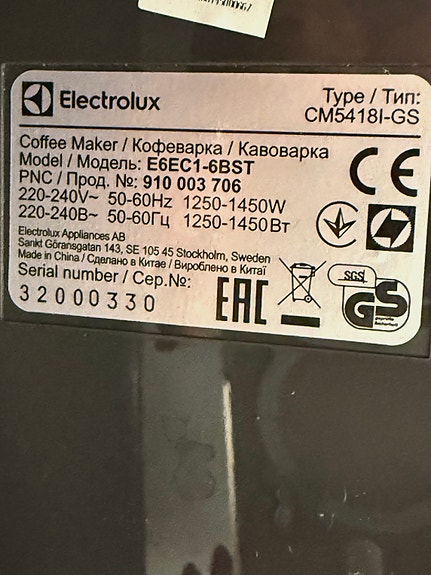 Electrolux
Type / Тип:
CM5418I-GS
Coffee Maker / Кофеварка / Кавоварка
Model / Модель: E6EC1-6BST
PNC / Прод. №: 910 003 706
220-240V~ 50-60Hz 1250-1450W
220-240В~ 50-60Гц 1250-1450Вт
Electrolux Appliances AB
Sankt Göransgatan 143, SE 105 45 Stockholm, Sweden
Made in China / Сделано в Китае / Вироблено в Китаї
Serial number / Сер.№:
32000330
CE
EAC
SGS
GS
geprüfte
Sicherheit